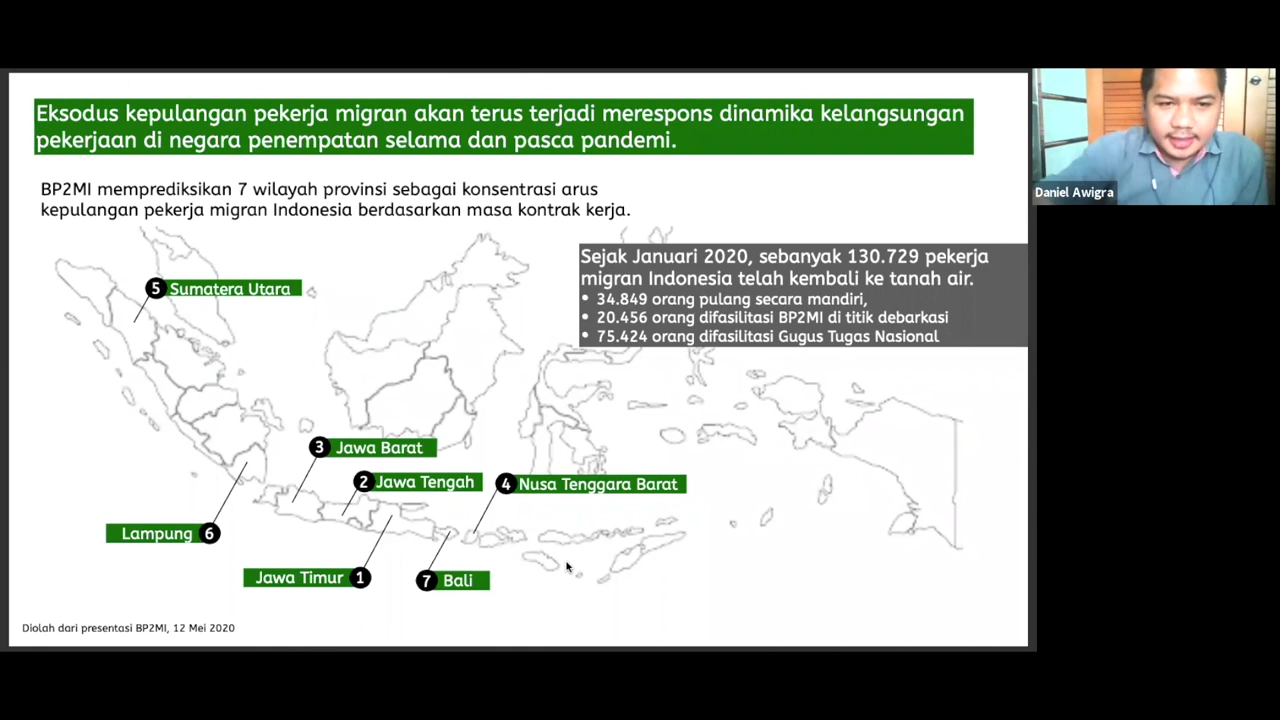 Eksodus kepulangan pekerja migran akan terus terjadi merespons dinamika kelangsungan
pekerjaan di negara penempatan selama dan pasca pandemi.
BP2MI memprediksikan 7 wilayah provinsi sebagai konsentrasi arus
kepulangan pekerja migran Indonesia berdasarkan masa kontrak kerja.
Sejak Januari 2020, sebanyak 130.729 pekerja
migran Indonesia telah kembali ke tanah air.
• 34.849 orang pulang secara mandiri,
• 20.456 orang difasilitasi BP2MI di titik debarkasi
• 75.424 orang difasilitasi Gugus Tugas Nasional
5 Sumatera Utara
3 Jawa Barat
2 Jawa Tengah
4 Nusa Tenggara Barat
Lampung 6
Jawa Timur 1
7 Bali
Diolah dari presentasi BP2MI, 12 Mei 2020
Daniel Awigra